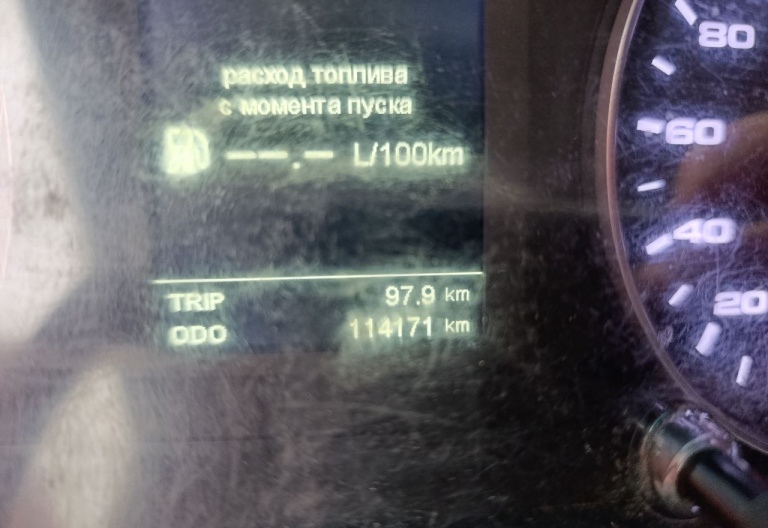 расход топлива
с момента пуска
--.- L/100km
TRIP 97.9 km
ODO 114171 km
80
60
40
20